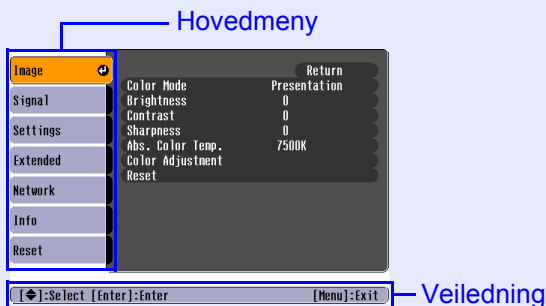 Hovedmeny
Image
Signal
Settings
Extended
Network
Info
Reset
Return
Color Mode Presentation
Brightness 0
Contrast 0
Sharpness 0
Abs. Color Temp. 7500K
Color Adjustment
Reset
[◆]:Select [Enter]:Enter [Menu]:Exit
Veiledning